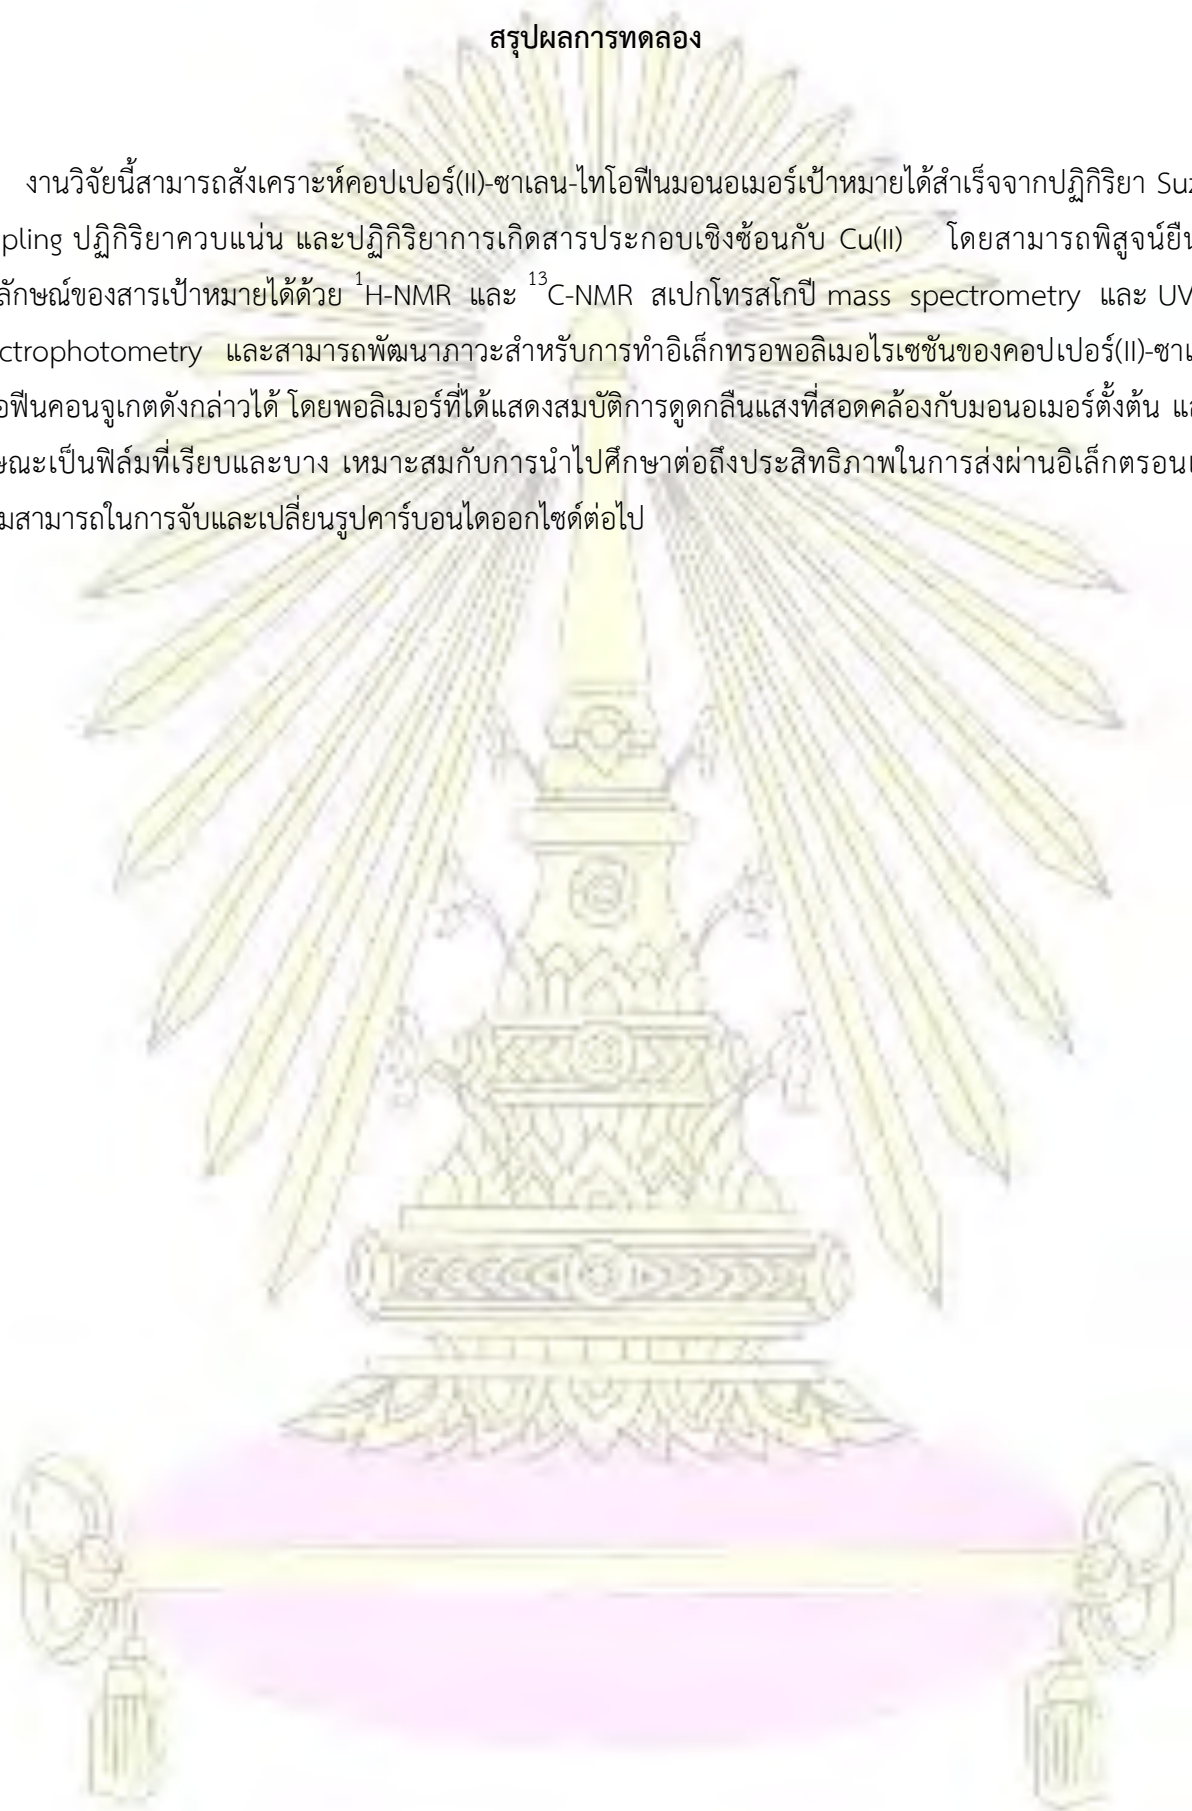 สรุปผลการทดลอง
งานวิจัยนี้สามารถสังเคราะห์คอปเปอร์(II)-ซาเลน-ไทโอฟีนมอนอเมอร์เป้าหมายได้สำเร็จจากปฏิกิริยา Suz
pling ปฏิกิริยาควบแน่น และปฏิกิริยาการเกิดสารประกอบเชิงซ้อนกับ Cu(II) โดยสามารถพิสูจน์ยืน
ลักษณ์ของสารเป้าหมายได้ด้วย ¹H-NMR และ ¹³C-NMR สเปกโทรสโกปี mass spectrometry และ UV
ctrophotometry และสามารถพัฒนาภาวะสำหรับการทำอิเล็กทรอพอลิเมอไรเซชันของคอปเปอร์(II)-ซาเ
อฟีนคอนจูเกตดังกล่าวได้ โดยพอลิเมอร์ที่ได้แสดงสมบัติการดูดกลืนแสงที่สอดคล้องกับมอนอเมอร์ตั้งต้น แ
ษณะเป็นฟิล์มที่เรียบและบาง เหมาะสมกับการนำไปศึกษาต่อถึงประสิทธิภาพในการส่งผ่านอิเล็กตรอนแ
มสามารถในการจับและเปลี่ยนรูปคาร์บอนไดออกไซด์ต่อไป